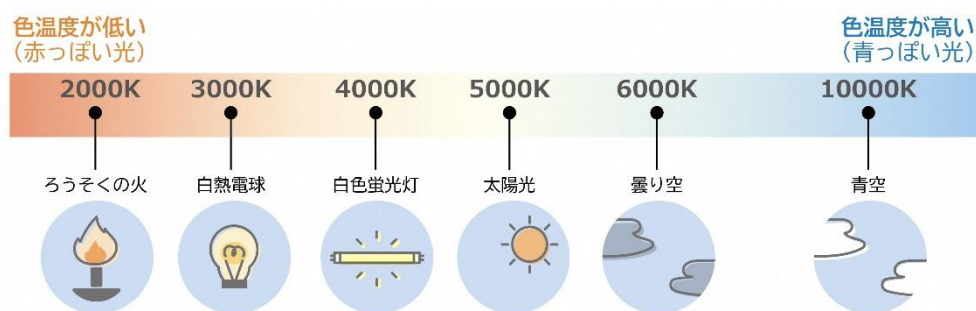 色温度が低い
（赤っぽい光）
色温度が高い
（青っぽい光）
2000K
3000K
4000K
5000K
6000K
10000K
ろうそくの火
白熱電球
白色蛍光灯
太陽光
曇り空
青空